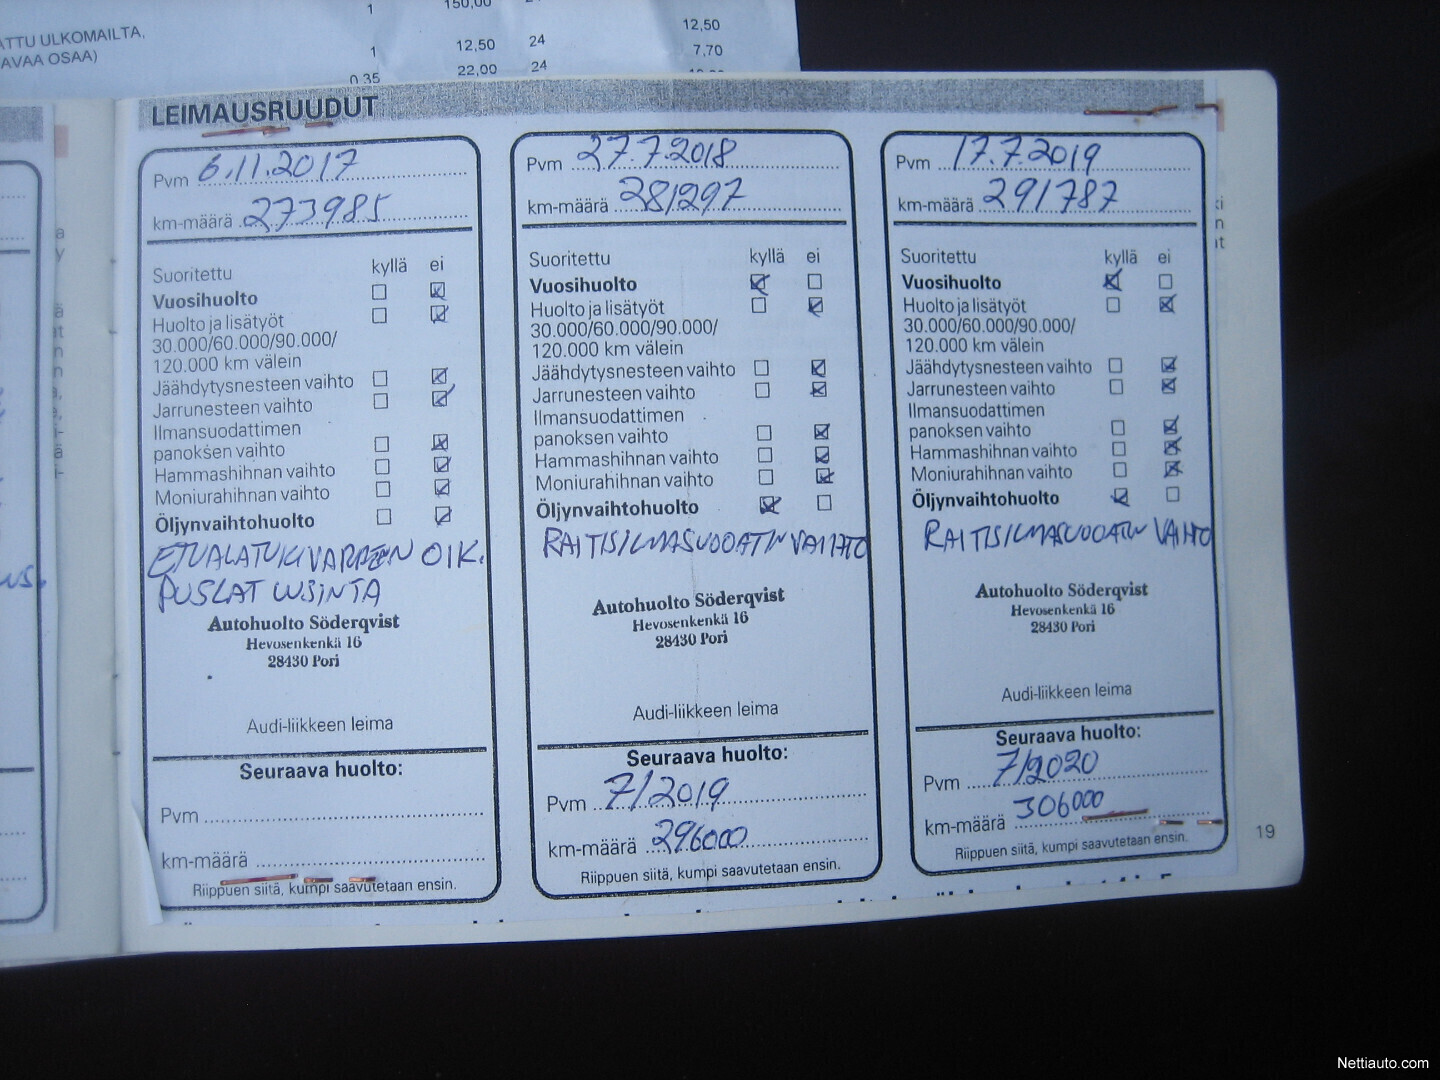 1 150,00 24
ATTU ULKOMAILTA, 12,50
AVAA OSAA) 1 12,50 24 7,70
0,35 22,00 24
LEIMAUSRUUDUT
Pvm 6.11.2017
km-määrä 273985
Suoritettu kyllä ei
Vuosihuolto
Huolto ja lisätyöt
30.000/60.000/90.000/
120.000 km välein
Jäähdytysnesteen vaihto
Jarrunesteen vaihto
Ilmansuodattimen
panoksen vaihto
Hammashihnan vaihto
Moniurahihnan vaihto
Öljynvaihtohuolto
ETUALATUKIVARREN OIK.
PUSLAT UUSINTA
Autohuolto Söderqvist
Hevosenkenkä 16
28430 Pori
Audi-liikkeen leima
Seuraava huolto:
Pvm
km-määrä
Riippuen siitä, kumpi saavutetaan ensin.
Pvm 27.7.2018
km-määrä 281297
Suoritettu kyllä ei
Vuosihuolto
Huolto ja lisätyöt
30.000/60.000/90.000/
120.000 km välein
Jäähdytysnesteen vaihto
Jarrunesteen vaihto
Ilmansuodattimen
panoksen vaihto
Hammashihnan vaihto
Moniurahihnan vaihto
Öljynvaihtohuolto
RAITISILMASUODATIN VAIHTO
Autohuolto Söderqvist
Hevosenkenkä 16
28430 Pori
Audi-liikkeen leima
Seuraava huolto:
Pvm 7/2019
km-määrä 296000
Riippuen siitä, kumpi saavutetaan ensin.
Pvm 17.7.2019
km-määrä 291787
Suoritettu kyllä ei
Vuosihuolto
Huolto ja lisätyöt
30.000/60.000/90.000/
120.000 km välein
Jäähdytysnesteen vaihto
Jarrunesteen vaihto
Ilmansuodattimen
panoksen vaihto
Hammashihnan vaihto
Moniurahihnan vaihto
Öljynvaihtohuolto
RAITISILMASUODATIN VAIHTO
Autohuolto Söderqvist
Hevosenkenkä 16
28430 Pori
Audi-liikkeen leima
Seuraava huolto:
Pvm 7/2020
km-määrä 306000
Riippuen siitä, kumpi saavutetaan ensin.
19
Nettiauto.com